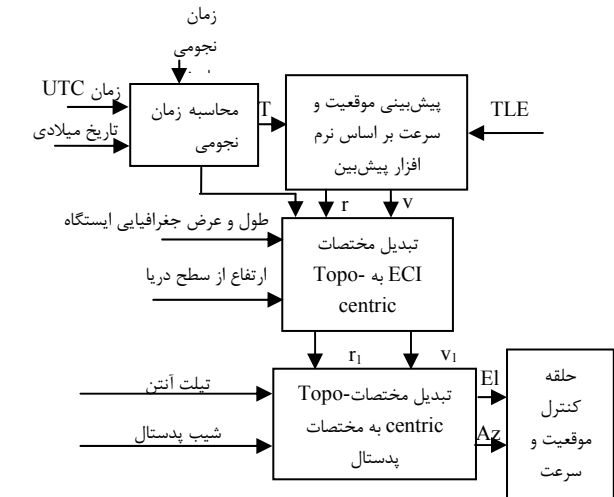 زمان
نجومی
زمان UTC
تاریخ میلادی
محاسبه زمان
نجومی
T
پیش‌بینی موقعیت و
سرعت بر اساس نرم
افزار پیش‌بین
TLE
r
v
طول و عرض جغرافیایی ایستگاه
ارتفاع از سطح دریا
تبدیل مختصات
ECI به Topo-
centric
r₁
v₁
تیلت آنتن
شیب پدستال
تبدیل مختصات Topo-
centric به مختصات
پدستال
El
Az
حلقه
کنترل
موقعیت و
سرعت